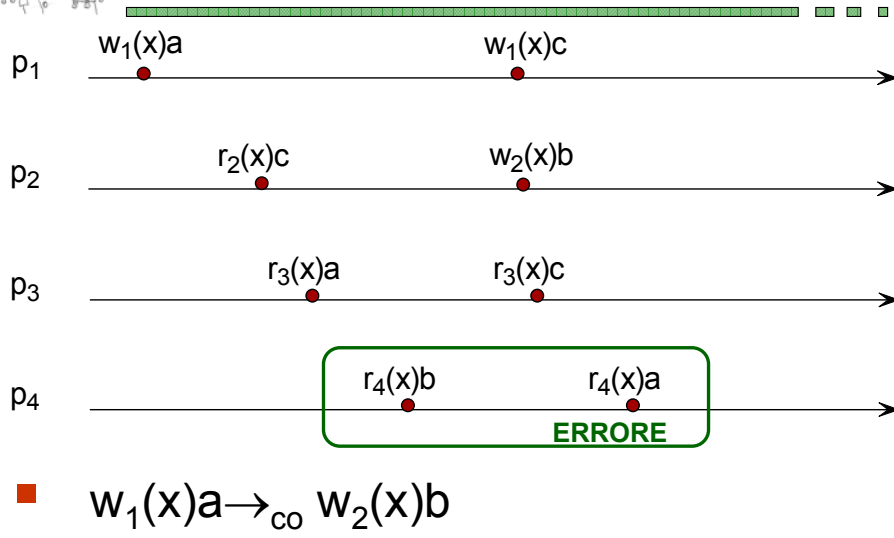 w₁(x)a w₁(x)c
p₁
r₂(x)c w₂(x)b
p₂
r₃(x)a r₃(x)c
p₃
r₄(x)b r₄(x)a
p₄
ERRORE
w₁(x)a→co w₂(x)b